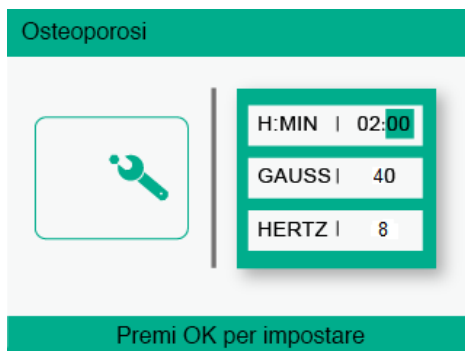 Osteoporosi
H:MIN | 02:00
GAUSS | 40
HERTZ | 8
Premi OK per impostare